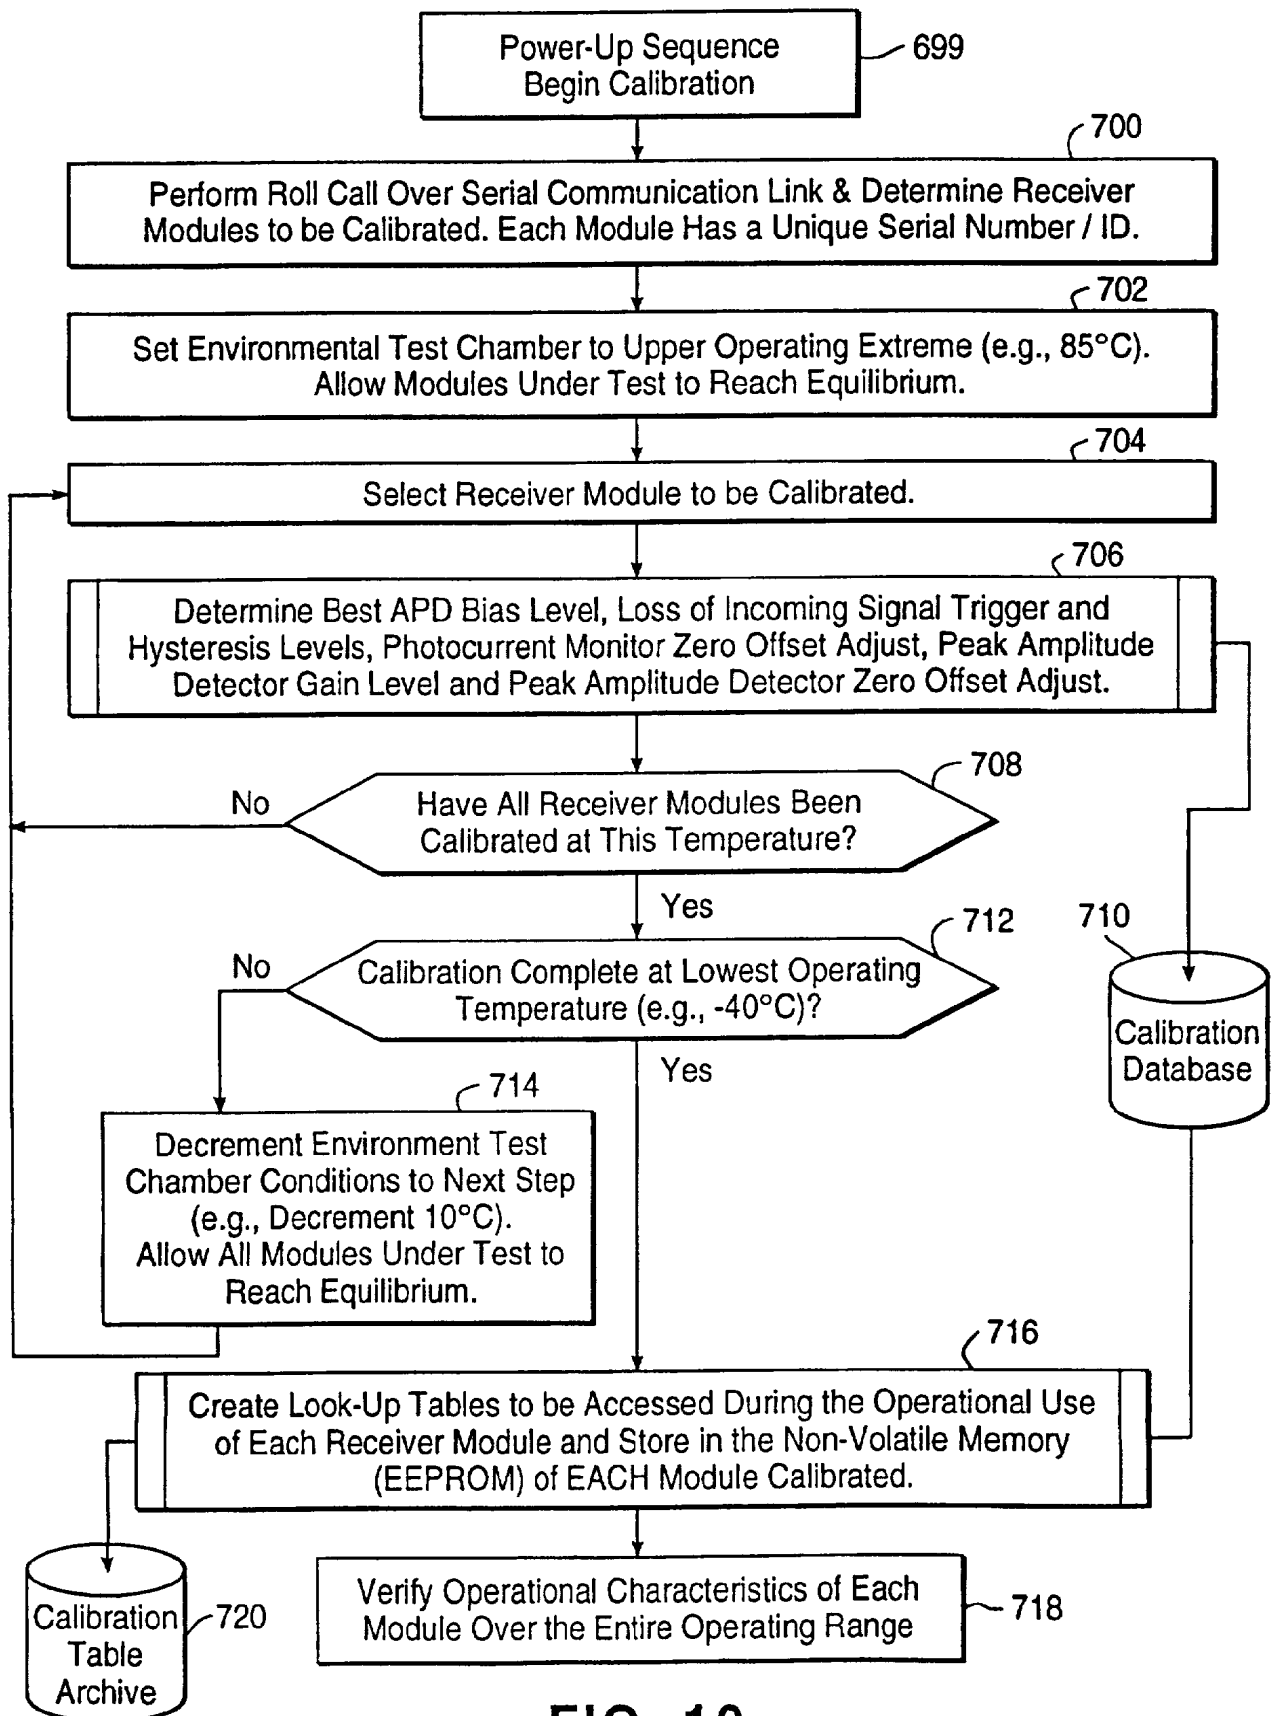 Power-Up Sequence
Begin Calibration
699
700
Perform Roll Call Over Serial Communication Link & Determine Receiver
Modules to be Calibrated. Each Module Has a Unique Serial Number / ID.
702
Set Environmental Test Chamber to Upper Operating Extreme (e.g., 85°C).
Allow Modules Under Test to Reach Equilibrium.
704
Select Receiver Module to be Calibrated.
706
Determine Best APD Bias Level, Loss of Incoming Signal Trigger and
Hysteresis Levels, Photocurrent Monitor Zero Offset Adjust, Peak Amplitude
Detector Gain Level and Peak Amplitude Detector Zero Offset Adjust.
708
No
Have All Receiver Modules Been
Calibrated at This Temperature?
Yes
712
710
No
Calibration Complete at Lowest Operating
Temperature (e.g., -40°C)?
Yes
Calibration
Database
714
Decrement Environment Test
Chamber Conditions to Next Step
(e.g., Decrement 10°C).
Allow All Modules Under Test to
Reach Equilibrium.
716
Create Look-Up Tables to be Accessed During the Operational Use
of Each Receiver Module and Store in the Non-Volatile Memory
(EEPROM) of EACH Module Calibrated.
Verify Operational Characteristics of Each
Module Over the Entire Operating Range
718
Calibration
Table
Archive
720
FIG.